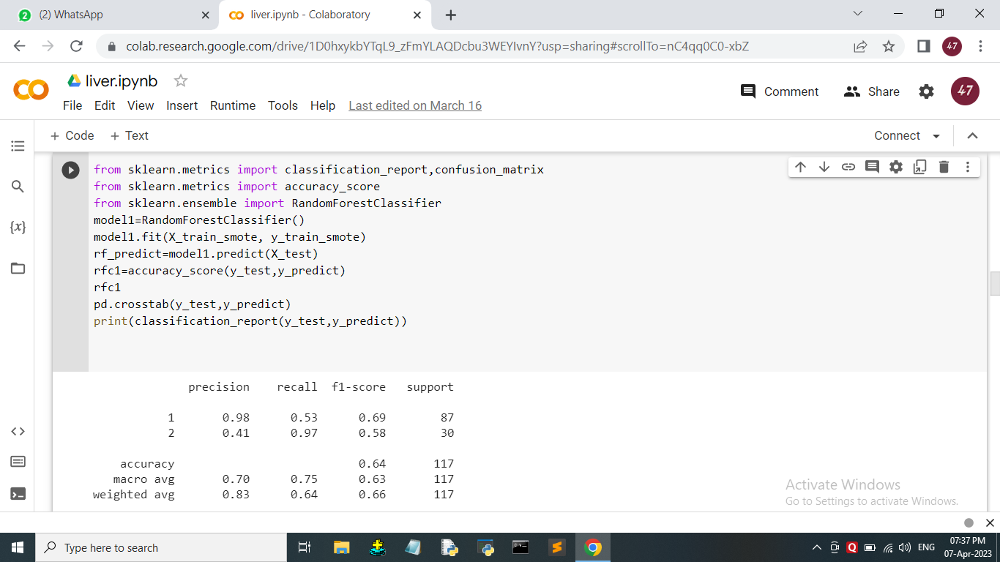 (2) WhatsApp
liver.ipynb - Colaboratory
colab.research.google.com/drive/1D0hxykbYTqL9_zFmYLAQDcbu3WEYIvnY?usp=sharing#scrollTo=nC4qq0C0-xbZ
liver.ipynb
File Edit View Insert Runtime Tools Help Last edited on March 16
Comment Share
+ Code + Text Connect
from sklearn.metrics import classification_report,confusion_matrix
from sklearn.metrics import accuracy_score
from sklearn.ensemble import RandomForestClassifier
model1=RandomForestClassifier()
model1.fit(X_train_smote, y_train_smote)
rf_predict=model1.predict(X_test)
rfc1=accuracy_score(y_test,y_predict)
rfc1
pd.crosstab(y_test,y_predict)
print(classification_report(y_test,y_predict))
precision recall f1-score support
1 0.98 0.53 0.69 87
2 0.41 0.97 0.58 30
accuracy 0.64 117
macro avg 0.70 0.75 0.63 117
weighted avg 0.83 0.64 0.66 117
Activate Windows
Go to Settings to activate Windows.
Type here to search
ENG
07:37 PM
07-Apr-2023